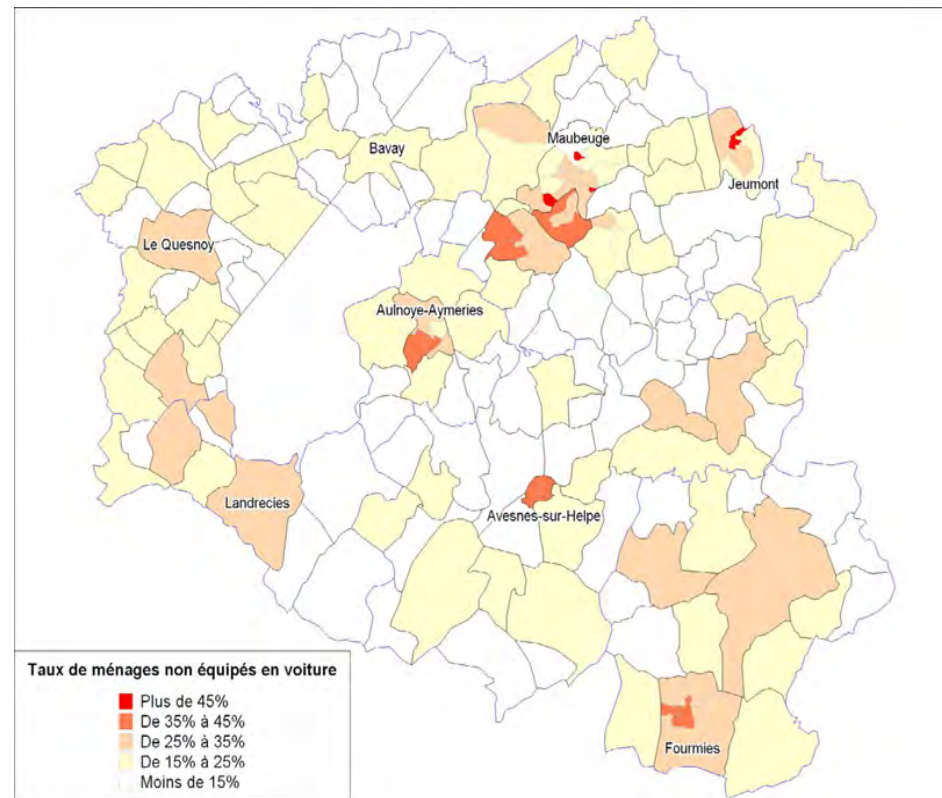 Maubeuge
Bavay
Jeumont
Le Quesnoy
Aulnoye-Aymeries
Landrecies
Avesnes-sur-Helpe
Fourmies
Taux de ménages non équipés en voiture
Plus de 45%
De 35% à 45%
De 25% à 35%
De 15% à 25%
Moins de 15%